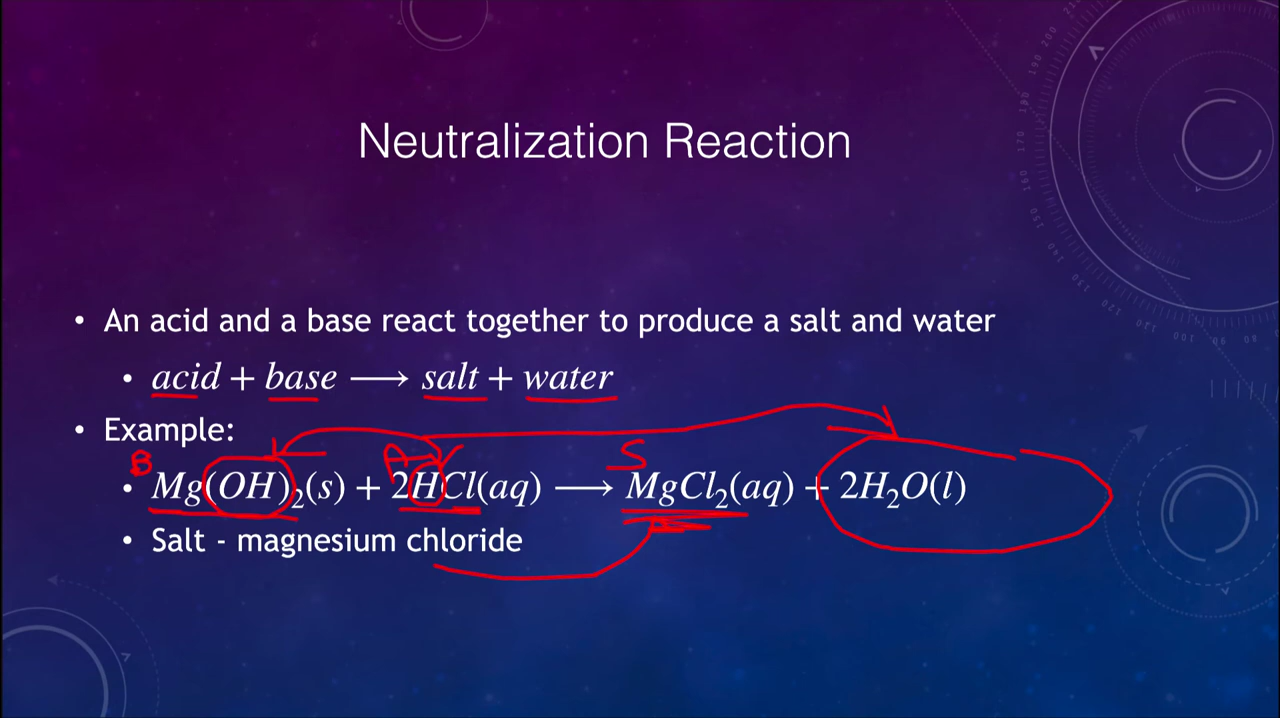 Neutralization Reaction
• An acid and a base react together to produce a salt and water
• acid + base ⟶ salt + water
• Example:
B A S
• Mg(OH)₂(s) + 2HCl(aq) ⟶ MgCl₂(aq) + 2H₂O(l)
• Salt - magnesium chloride